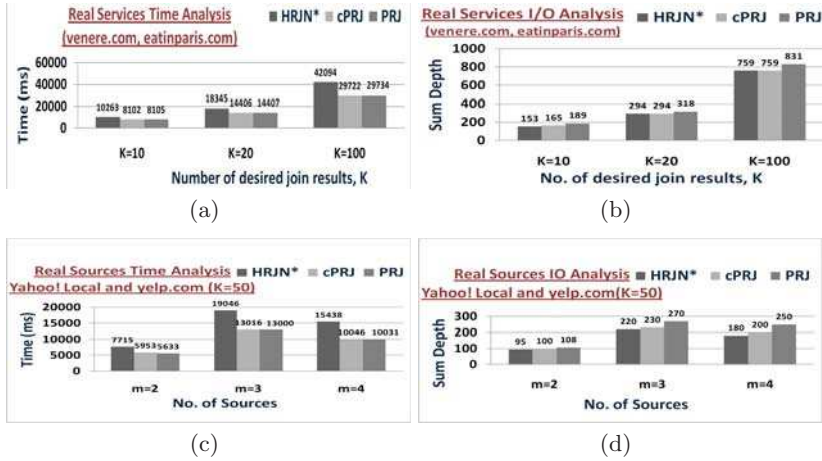 Real Services Time Analysis
(venere.com, eatinparis.com)
HRJN* cPRJ PRJ
Time (ms)
60000
40000
20000
0
10263 8102 8105
18345 14406 14407
42094 29722 29734
K=10 K=20 K=100
Number of desired join results, K
(a)
Real Services I/O Analysis
(venere.com, eatinparis.com)
HRJN* cPRJ PRJ
Sum Depth
1000
800
600
400
200
0
153 165 189
294 294 318
759 759 831
K=10 K=20 K=100
No. of desired join results, K
(b)
Real Sources Time Analysis
Yahoo! Local and yelp.com (K=50)
HRJN* cPRJ PRJ
Time (ms)
20000
15000
10000
5000
0
7715 5953 5633
19046 13016 13000
15438 10046 10031
m=2 m=3 m=4
No. of Sources
(c)
Real Sources IO Analysis
Yahoo! Local and yelp.com(K=50)
HRJN* cPRJ PRJ
Sum Depth
300
200
100
0
95 100 108
220 230 270
180 200 250
m=2 m=3 m=4
No. of Sources
(d)